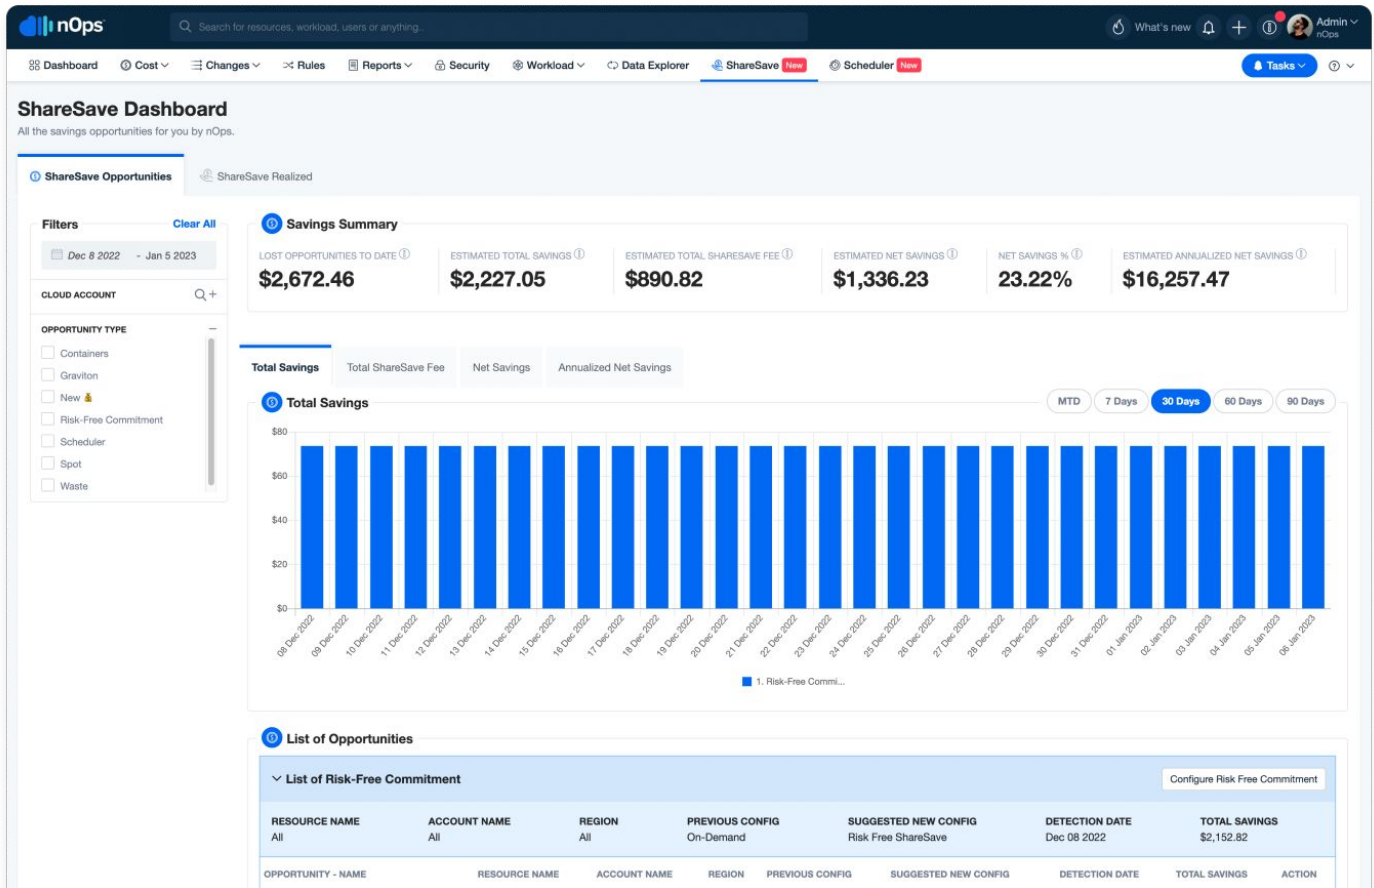 nOps
Search for resources, workload, users or anything..
What's new
Admin
nOps
Dashboard Cost Changes Rules Reports Security Workload Data Explorer ShareSave New Scheduler New Tasks
ShareSave Dashboard
All the savings opportunities for you by nOps.
ShareSave Opportunities ShareSave Realized
Filters Clear All
Dec 8 2022 - Jan 5 2023
CLOUD ACCOUNT
OPPORTUNITY TYPE
Containers
Graviton
New
Risk-Free Commitment
Scheduler
Spot
Waste
Savings Summary
LOST OPPORTUNITIES TO DATE ESTIMATED TOTAL SAVINGS ESTIMATED TOTAL SHARESAVE FEE ESTIMATED NET SAVINGS NET SAVINGS % ESTIMATED ANNUALIZED NET SAVINGS
$2,672.46 $2,227.05 $890.82 $1,336.23 23.22% $16,257.47
Total Savings Total ShareSave Fee Net Savings Annualized Net Savings
Total Savings
MTD 7 Days 30 Days 60 Days 90 Days
$80
$60
$40
$20
$0
08 Dec 2022 09 Dec 2022 10 Dec 2022 11 Dec 2022 12 Dec 2022 13 Dec 2022 14 Dec 2022 15 Dec 2022 16 Dec 2022 17 Dec 2022 18 Dec 2022 19 Dec 2022 20 Dec 2022 21 Dec 2022 22 Dec 2022 23 Dec 2022 24 Dec 2022 25 Dec 2022 26 Dec 2022 27 Dec 2022 28 Dec 2022 29 Dec 2022 30 Dec 2022 31 Dec 2022 01 Jan 2023 02 Jan 2023 03 Jan 2023 04 Jan 2023 05 Jan 2023 06 Jan 2023
1. Risk-Free Commi...
List of Opportunities
List of Risk-Free Commitment Configure Risk Free Commitment
RESOURCE NAME ACCOUNT NAME REGION PREVIOUS CONFIG SUGGESTED NEW CONFIG DETECTION DATE TOTAL SAVINGS
All All All On-Demand Risk Free ShareSave Dec 08 2022 $2,152.82
OPPORTUNITY - NAME RESOURCE NAME ACCOUNT NAME REGION PREVIOUS CONFIG SUGGESTED NEW CONFIG DETECTION DATE TOTAL SAVINGS ACTION